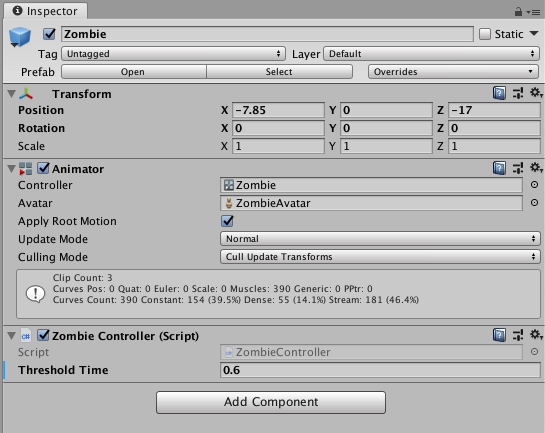 Inspector
Zombie Static
Tag Untagged Layer Default
Prefab Open Select Overrides
Transform
Position X -7.85 Y 0 Z -17
Rotation X 0 Y 0 Z 0
Scale X 1 Y 1 Z 1
Animator
Controller Zombie
Avatar ZombieAvatar
Apply Root Motion
Update Mode Normal
Culling Mode Cull Update Transforms
Clip Count: 3
Curves Pos: 0 Quat: 0 Euler: 0 Scale: 0 Muscles: 390 Generic: 0 PPtr: 0
Curves Count: 390 Constant: 154 (39.5%) Dense: 55 (14.1%) Stream: 181 (46.4%)
Zombie Controller (Script)
Script ZombieController
Threshold Time 0.6
Add Component